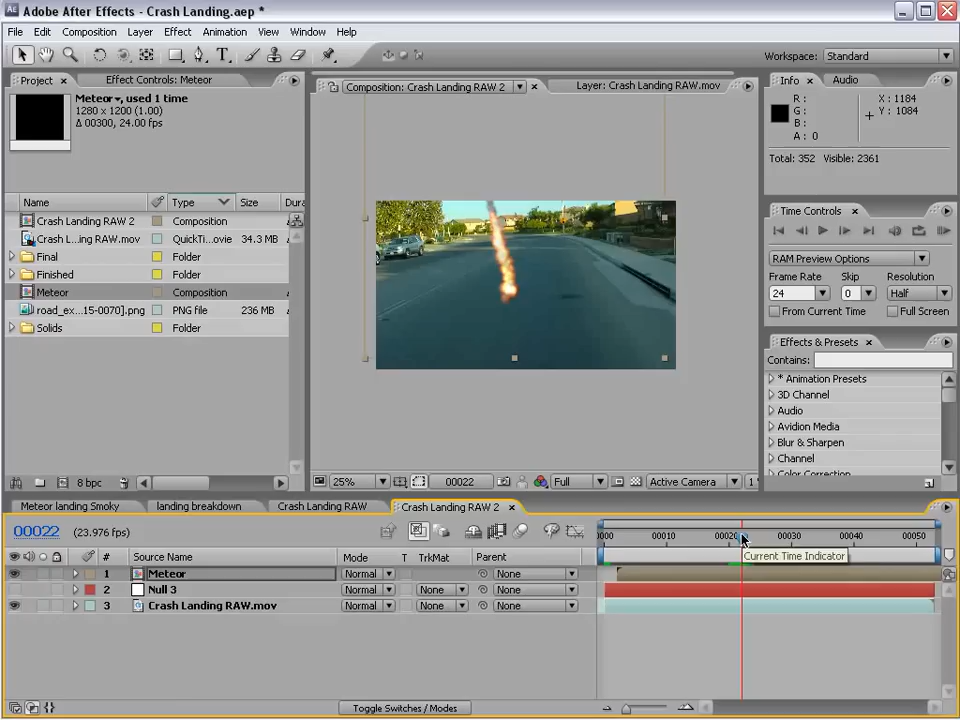 Adobe After Effects - Crash Landing.aep *
File Edit Composition Layer Effect Animation View Window Help
Workspace: Standard
Project Effect Controls: Meteor
Meteor, used 1 time
1280 x 1200 (1.00)
Δ 00300, 24.00 fps
Name Type Dura
Crash Landing RAW 2 Composition
Crash L...ing RAW.mov QuickTi...ovie 34.3 MB
Final Folder
Finished Folder
Meteor Composition
road_ex...15-0070].png PNG file 236 MB
Solids Folder
8 bpc
Composition: Crash Landing RAW 2 Layer: Crash Landing RAW.mov
25% 00022 Full Active Camera 1
Info Audio
R: X: 1184
G: Y: 1084
B:
A: 0
Total: 352 Visible: 2361
Time Controls
RAM Preview Options
Frame Rate Skip Resolution
24 0 Half
From Current Time Full Screen
Effects & Presets
Contains:
* Animation Presets
3D Channel
Audio
Avidion Media
Blur & Sharpen
Channel
Color Correction
Meteor landing Smoky landing breakdown Crash Landing RAW Crash Landing RAW 2
00022 (23.976 fps)
0000 00010 00020 00030 00040 00050
Current Time Indicator
# Source Name Mode T TrkMat Parent
1 Meteor Normal None
2 Null 3 Normal None None
3 Crash Landing RAW.mov Normal None None
Toggle Switches / Modes